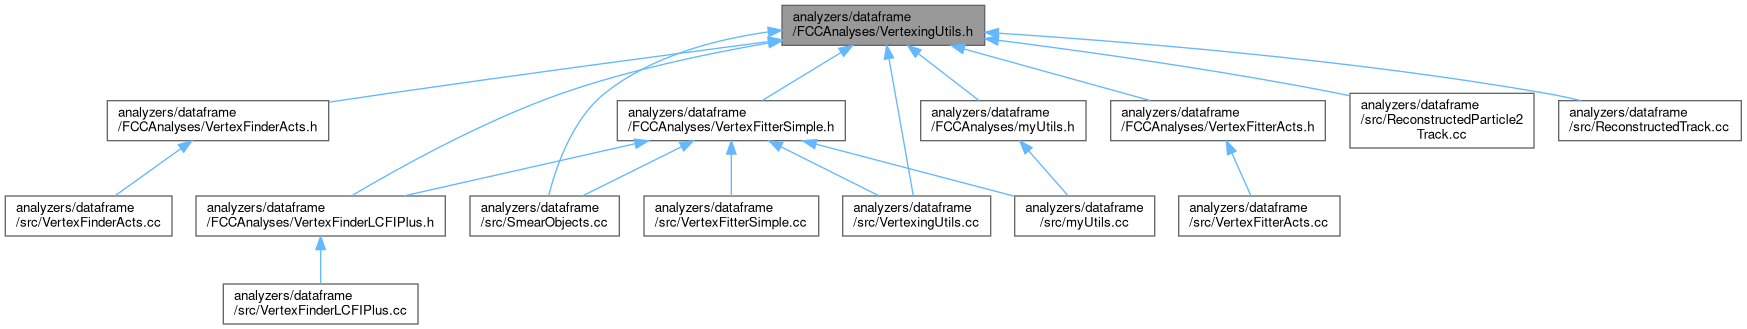 analyzers/dataframe
/FCCAnalyses/VertexingUtils.h
analyzers/dataframe
/FCCAnalyses/VertexFinderActs.h
analyzers/dataframe
/FCCAnalyses/VertexFitterSimple.h
analyzers/dataframe
/FCCAnalyses/myUtils.h
analyzers/dataframe
/FCCAnalyses/VertexFitterActs.h
analyzers/dataframe
/src/ReconstructedParticle2
Track.cc
analyzers/dataframe
/src/ReconstructedTrack.cc
analyzers/dataframe
/src/VertexFinderActs.cc
analyzers/dataframe
/FCCAnalyses/VertexFinderLCFIPlus.h
analyzers/dataframe
/src/SmearObjects.cc
analyzers/dataframe
/src/VertexFitterSimple.cc
analyzers/dataframe
/src/VertexingUtils.cc
analyzers/dataframe
/src/myUtils.cc
analyzers/dataframe
/src/VertexFitterActs.cc
analyzers/dataframe
/src/VertexFinderLCFIPlus.cc